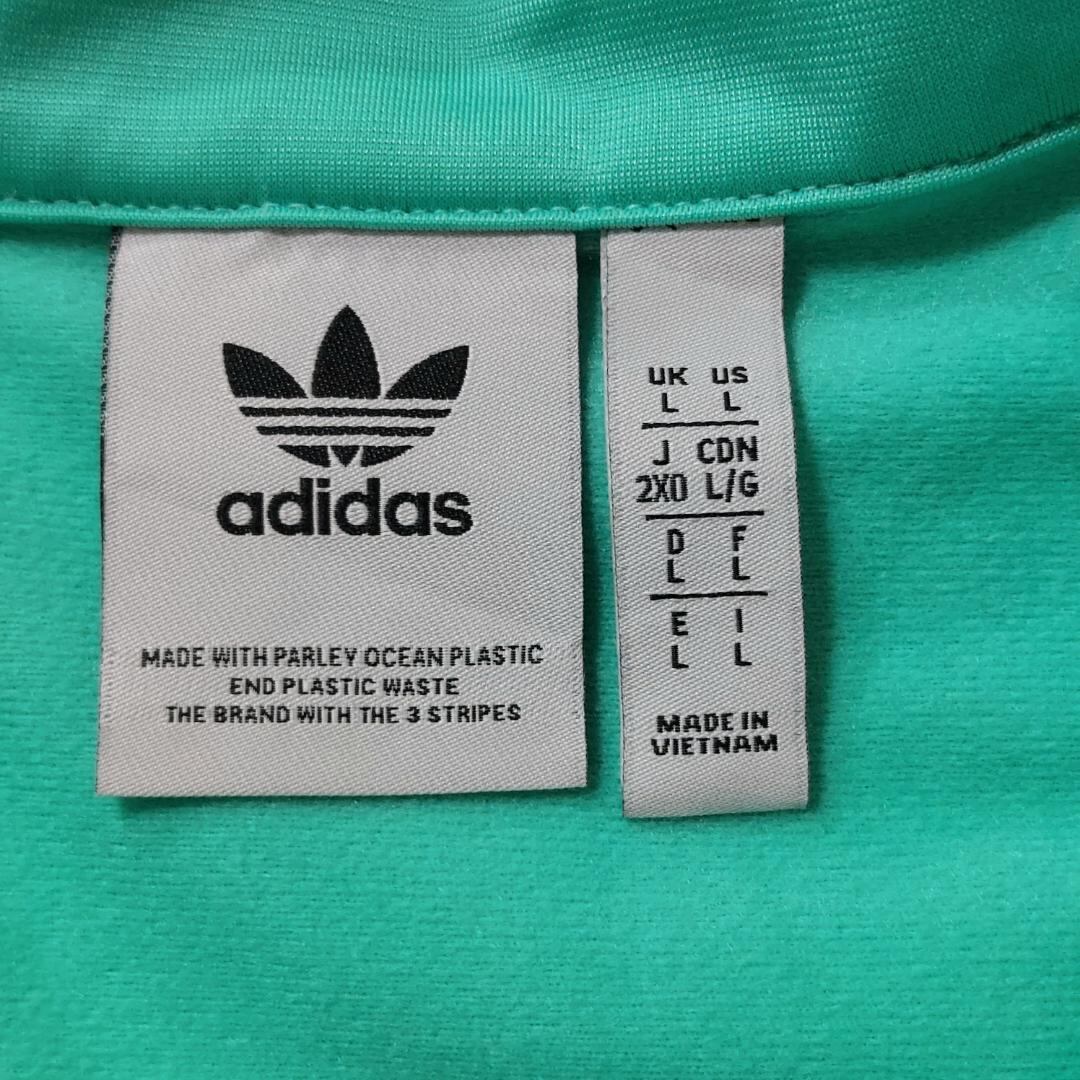 adidas
MADE WITH PARLEY OCEAN PLASTIC
END PLASTIC WASTE
THE BRAND WITH THE 3 STRIPES
UK US
L L
J CDN
2XO L/G
D F
L L
E I
L L
MADE IN
VIETNAM